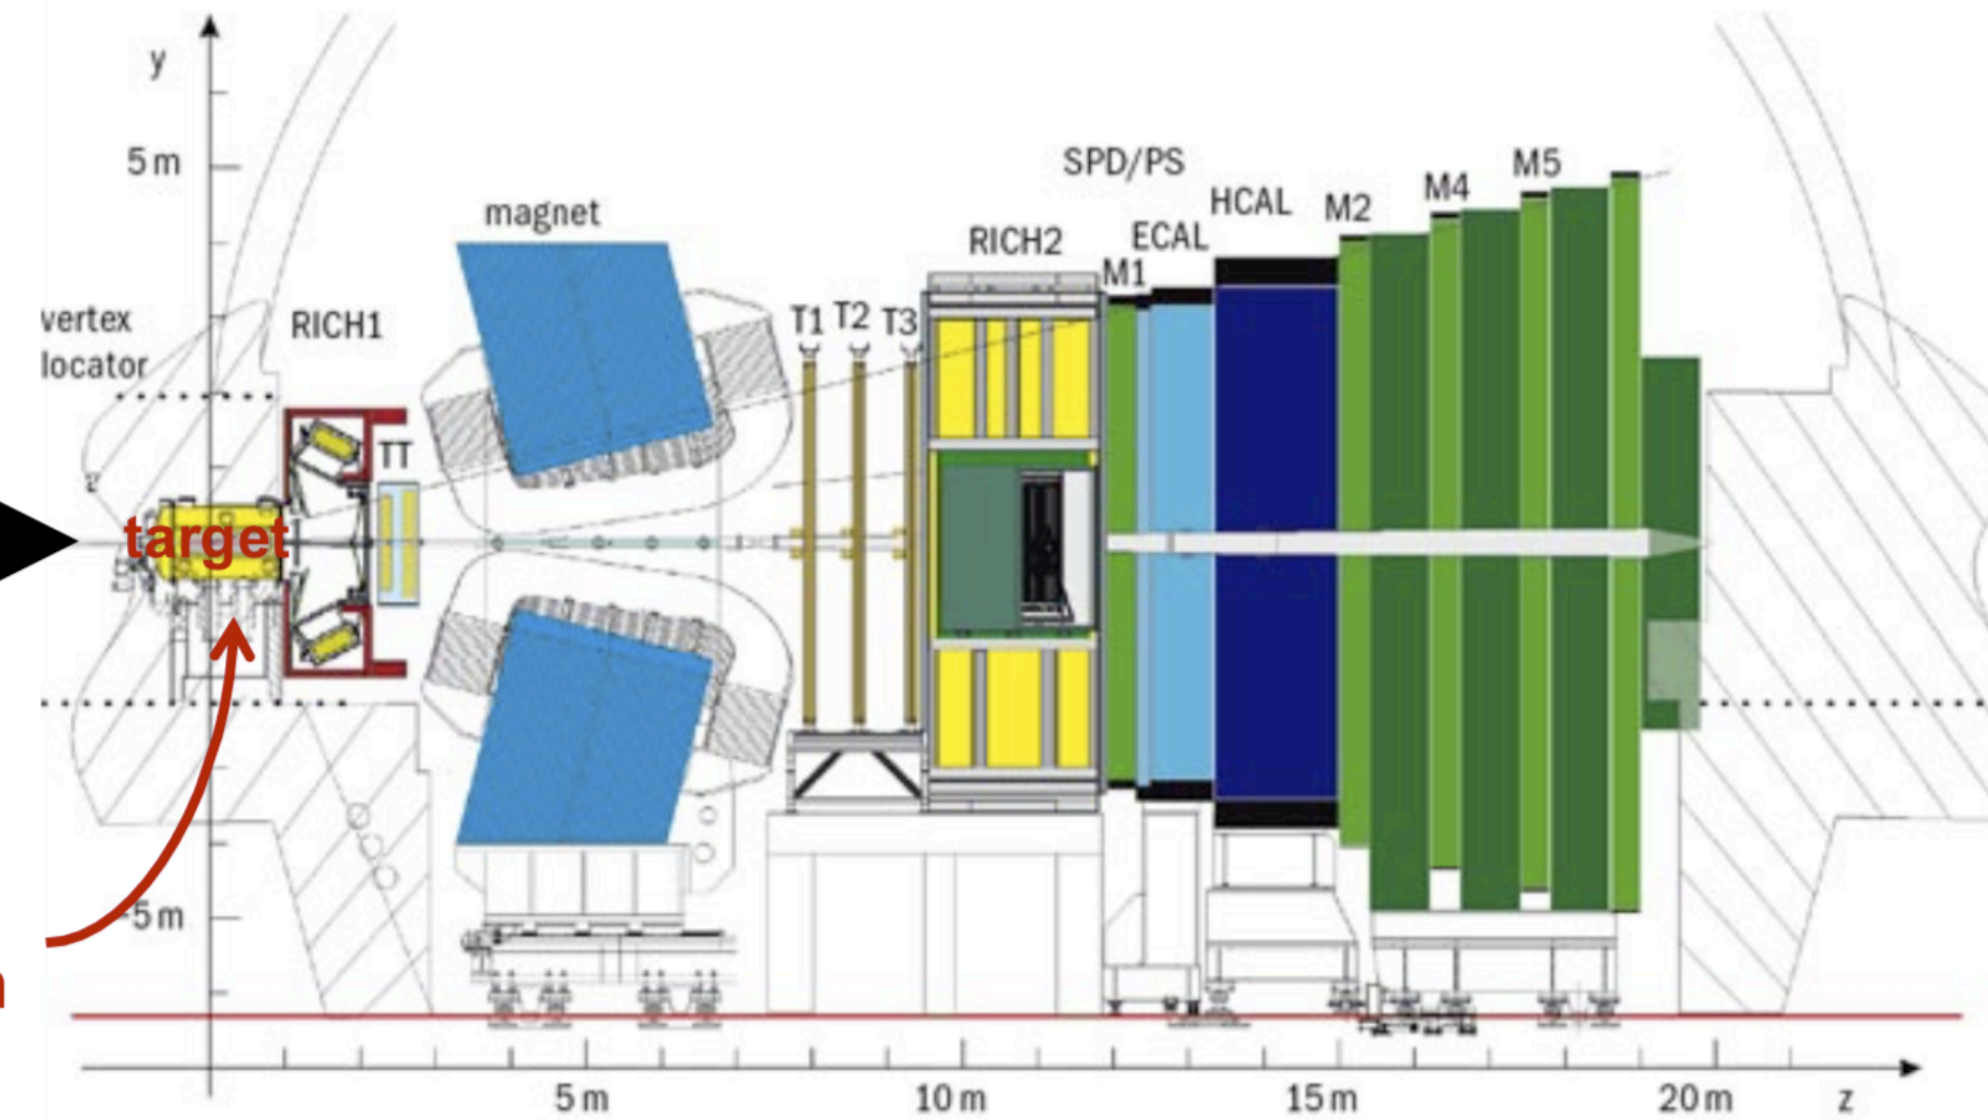 y
5 m
SPD/PS
M5
M4
HCAL
M2
magnet
ECAL
RICH2
M1
vertex
locator
RICH1
T1
T2
T3
TT
target
-5 m
n
5 m
10 m
15 m
20 m
z